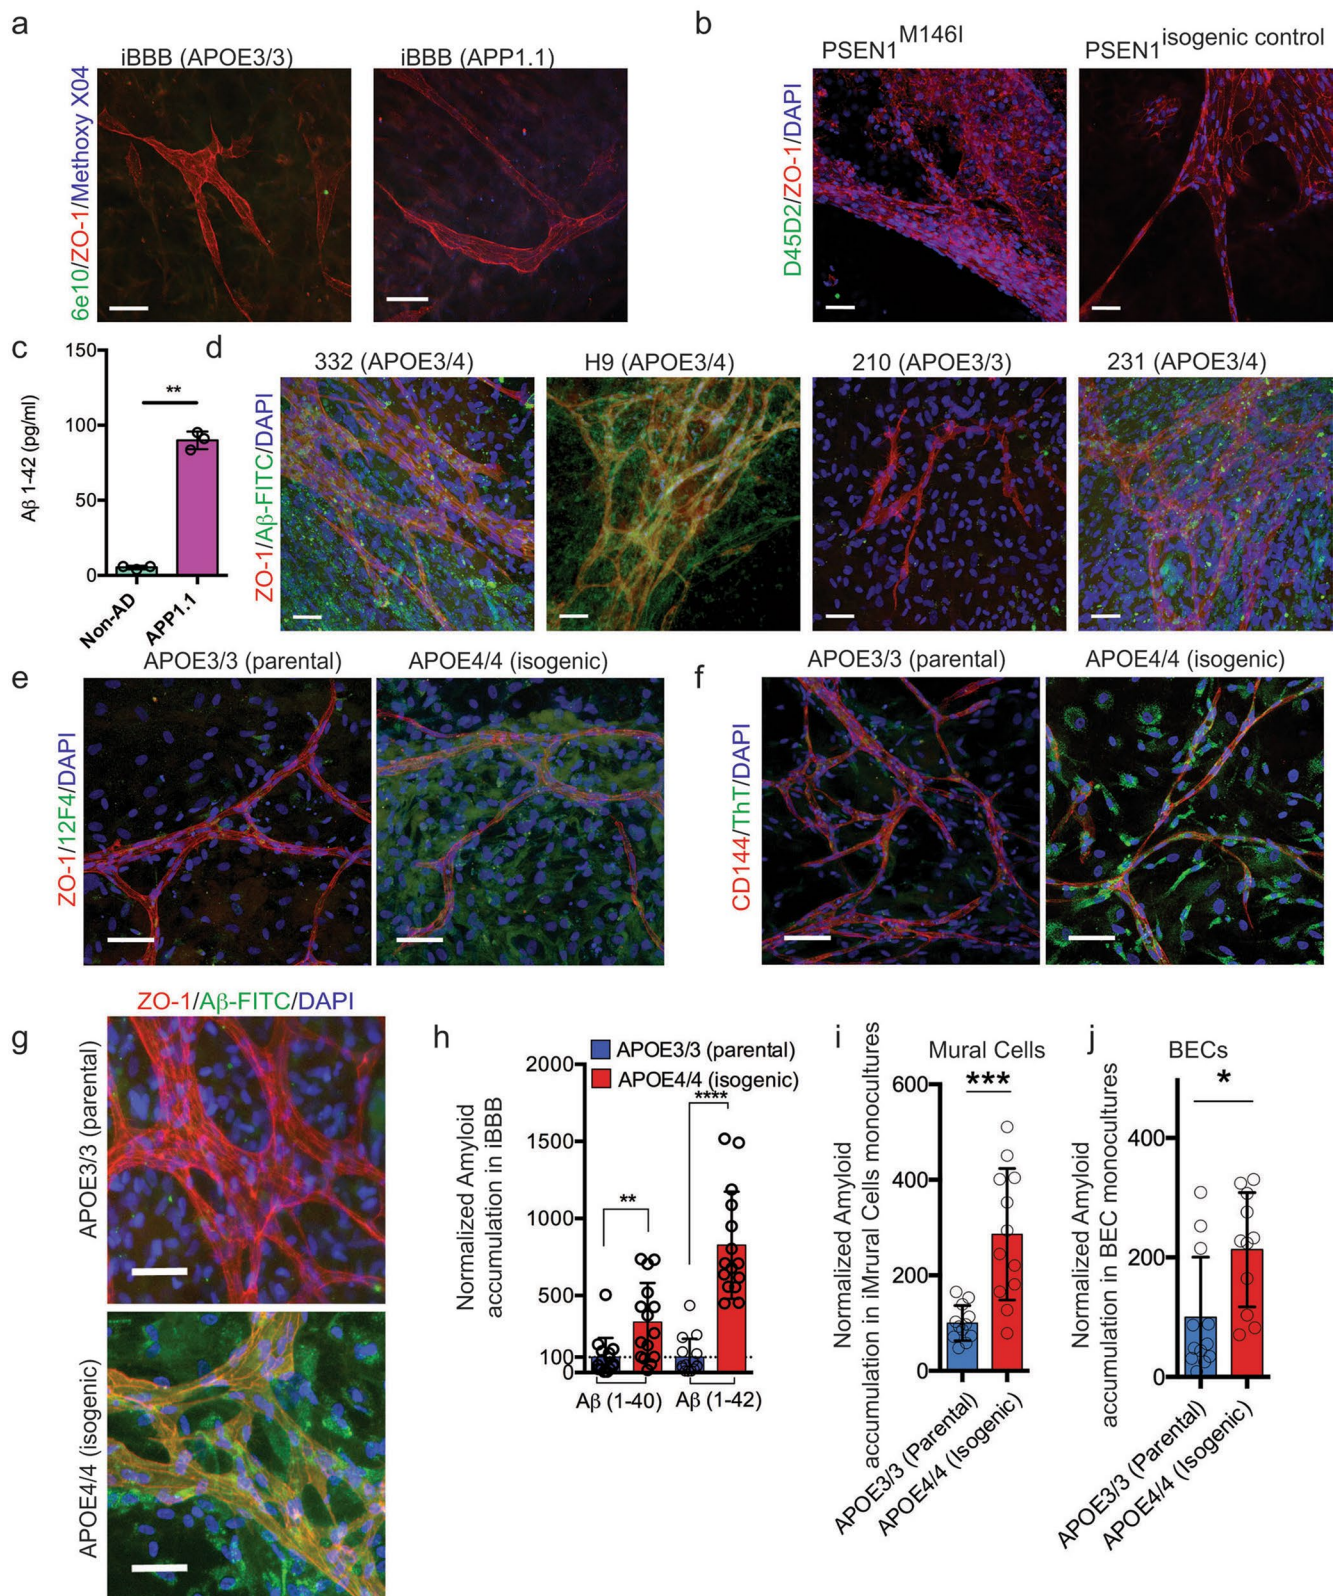 a
iBBB (APOE3/3)
iBBB (APP1.1)
6e10/ZO-1/Methoxy X04
b
PSEN1 M146I
PSEN1 isogenic control
D45D2/ZO-1/DAPI
c
150
100
50
0
Aβ 1-42 (pg/ml)
**
Non-AD
APP1.1
d
332 (APOE3/4)
H9 (APOE3/4)
210 (APOE3/3)
231 (APOE3/4)
ZO-1/Aβ-FITC/DAPI
e
APOE3/3 (parental)
APOE4/4 (isogenic)
ZO-1/12F4/DAPI
f
APOE3/3 (parental)
APOE4/4 (isogenic)
CD144/ThT/DAPI
g
ZO-1/Aβ-FITC/DAPI
APOE3/3 (parental)
APOE4/4 (isogenic)
h
APOE3/3 (parental)
APOE4/4 (isogenic)
Normalized Amyloid
accumulation in iBBB
2000
1500
1000
500
100
0
**
****
Aβ (1-40)
Aβ (1-42)
i
Mural Cells
Normalized Amyloid
accumulation in iMrural Cells monocultures
600
400
200
0
***
APOE3/3 (Parental)
APOE4/4 (Isogenic)
j
BECs
Normalized Amyloid
accumulation in BEC monocultures
400
200
0
*
APOE3/3 (Parental)
APOE4/4 (Isogenic)